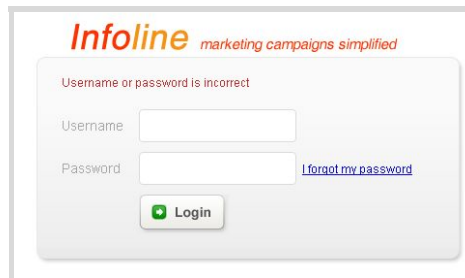 Infoline marketing campaigns simplified
Username or password is incorrect
Username
Password I forgot my password
Login